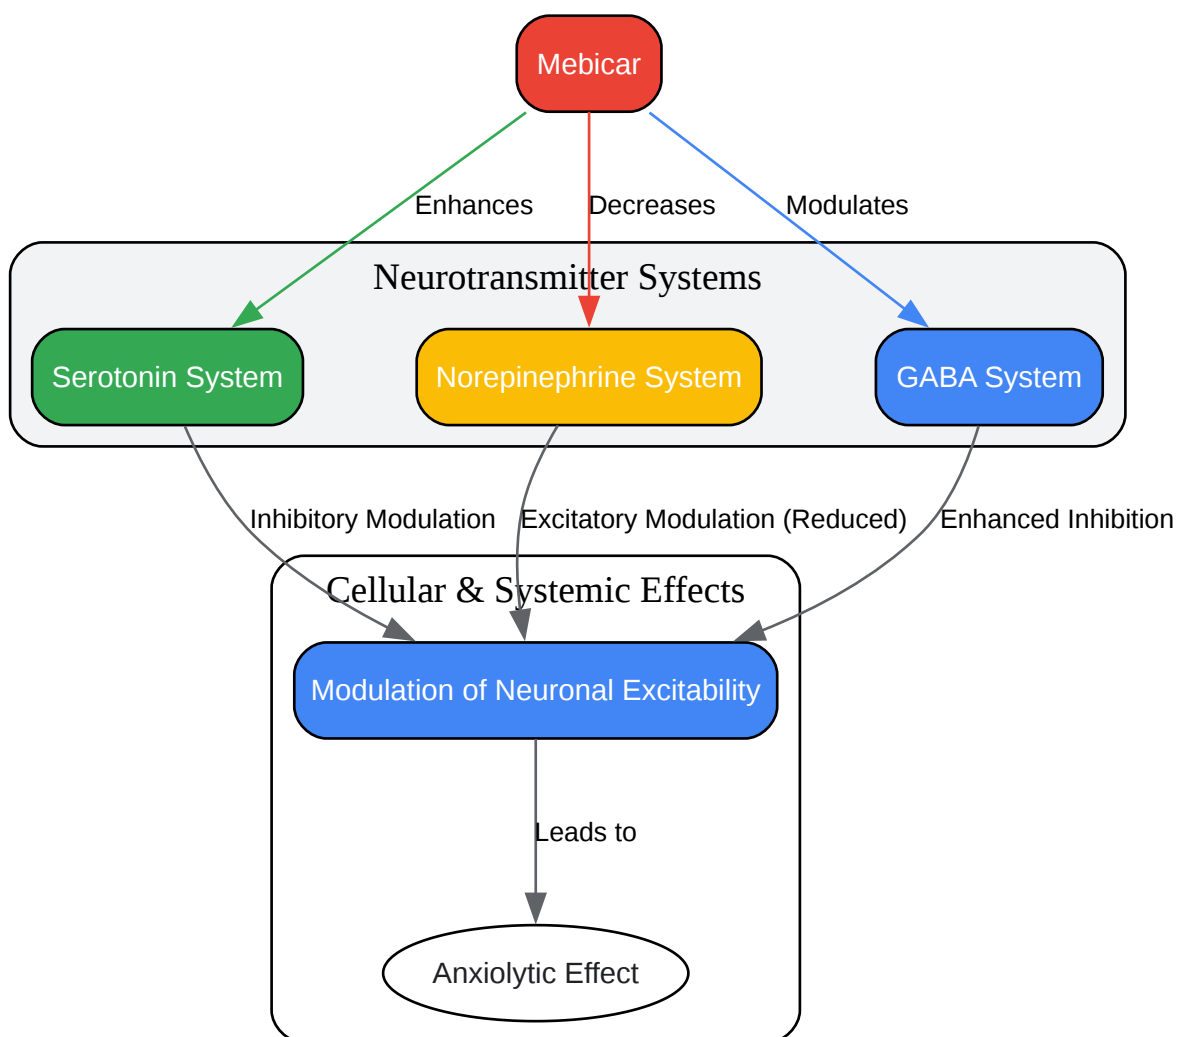 Mebicar
Enhances
Decreases
Modulates
Neurotransmitter Systems
Serotonin System
Norepinephrine System
GABA System
Inhibitory Modulation
Excitatory Modulation (Reduced)
Enhanced Inhibition
Cellular & Systemic Effects
Modulation of Neuronal Excitability
Leads to
Anxiolytic Effect